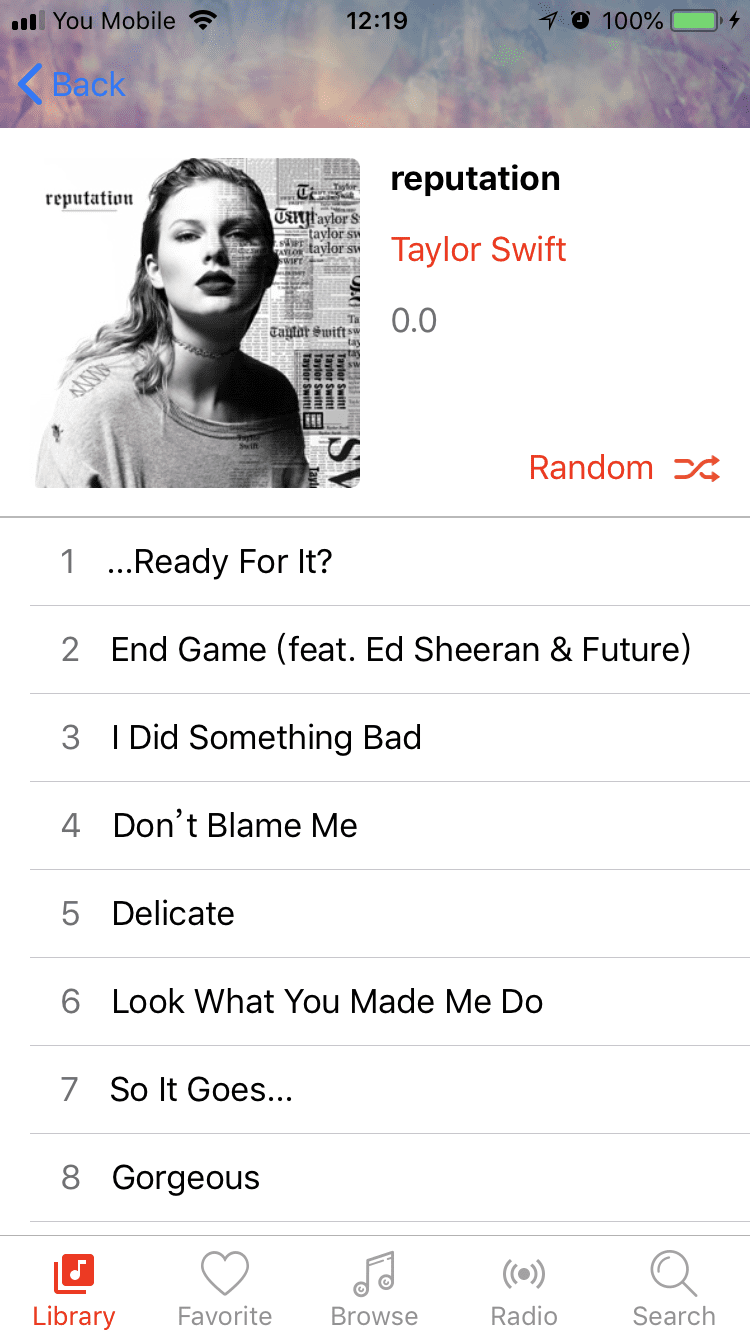 You Mobile 12:19 100%
Back
reputation
reputation
Taylor Swift
0.0
Random
1 ...Ready For It?
2 End Game (feat. Ed Sheeran & Future)
3 I Did Something Bad
4 Don’t Blame Me
5 Delicate
6 Look What You Made Me Do
7 So It Goes...
8 Gorgeous
Library Favorite Browse Radio Search